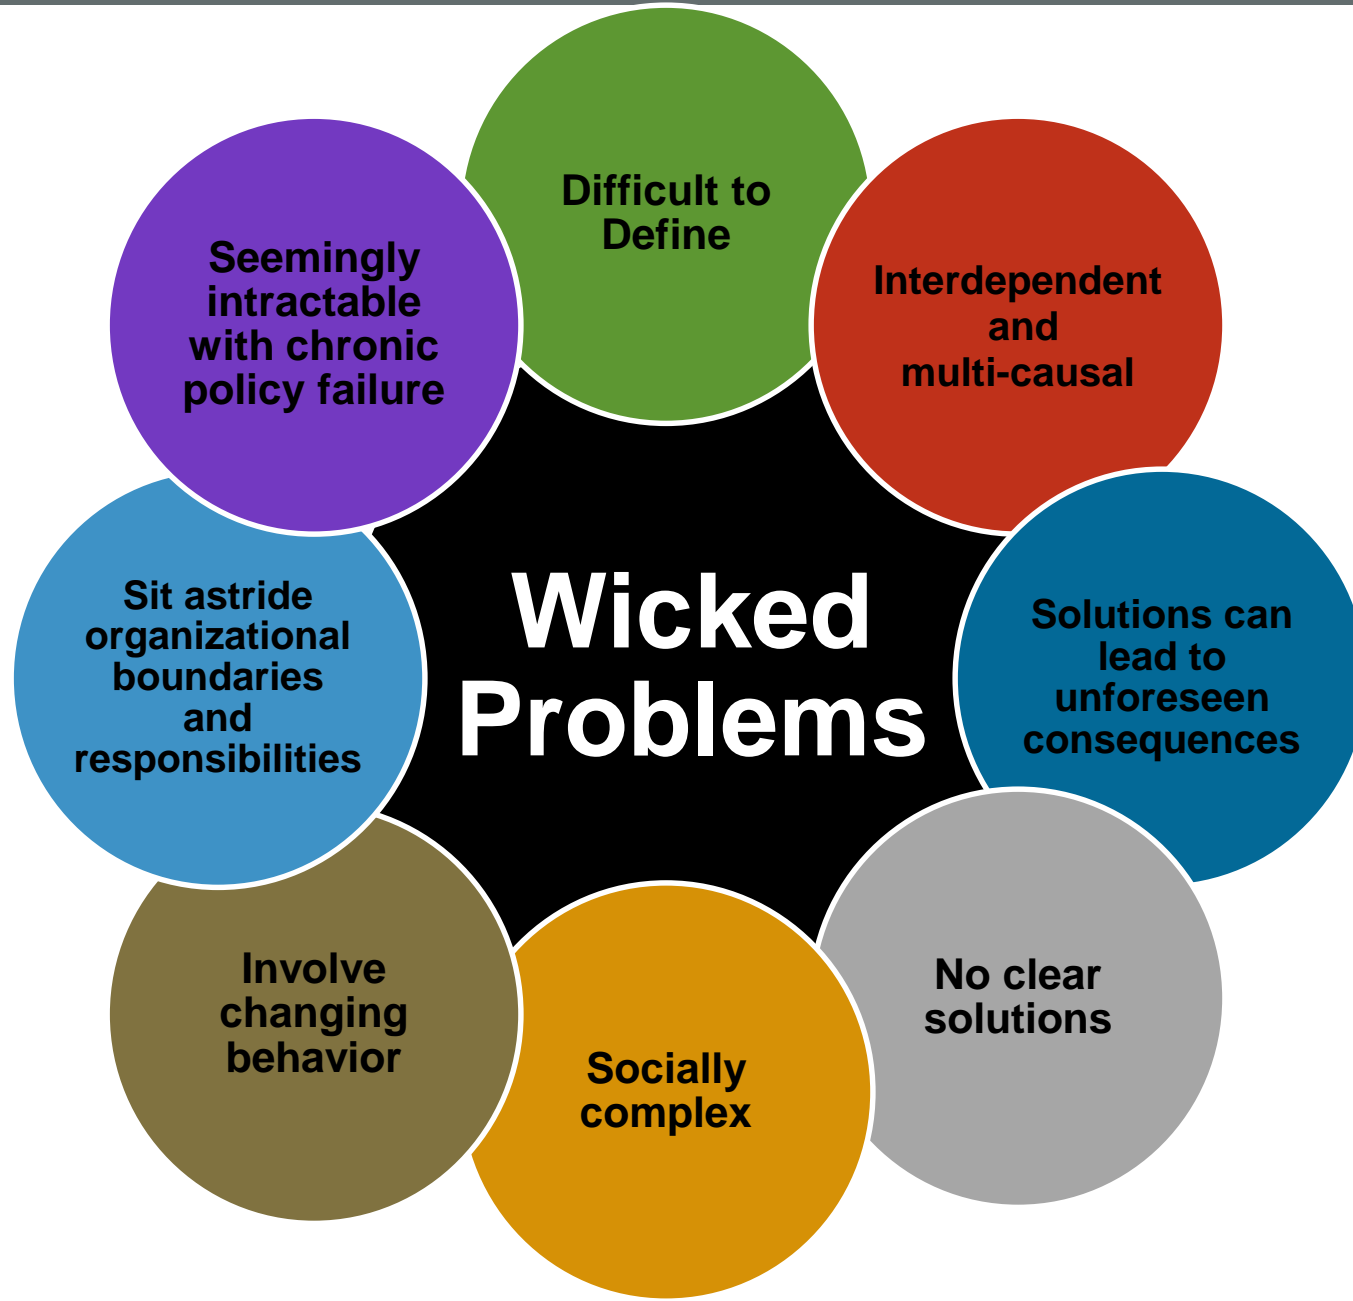 Difficult to
Define
Interdependent
and
multi-causal
Solutions can
lead to
unforeseen
consequences
No clear
solutions
Socially
complex
Involve
changing
behavior
Sit astride
organizational
boundaries
and
responsibilities
Seemingly
intractable
with chronic
policy failure
Wicked
Problems